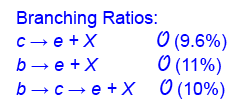 Branching Ratios:
c → e + X 𝒪 (9.6%)
b → e + X 𝒪 (11%)
b → c → e + X 𝒪 (10%)